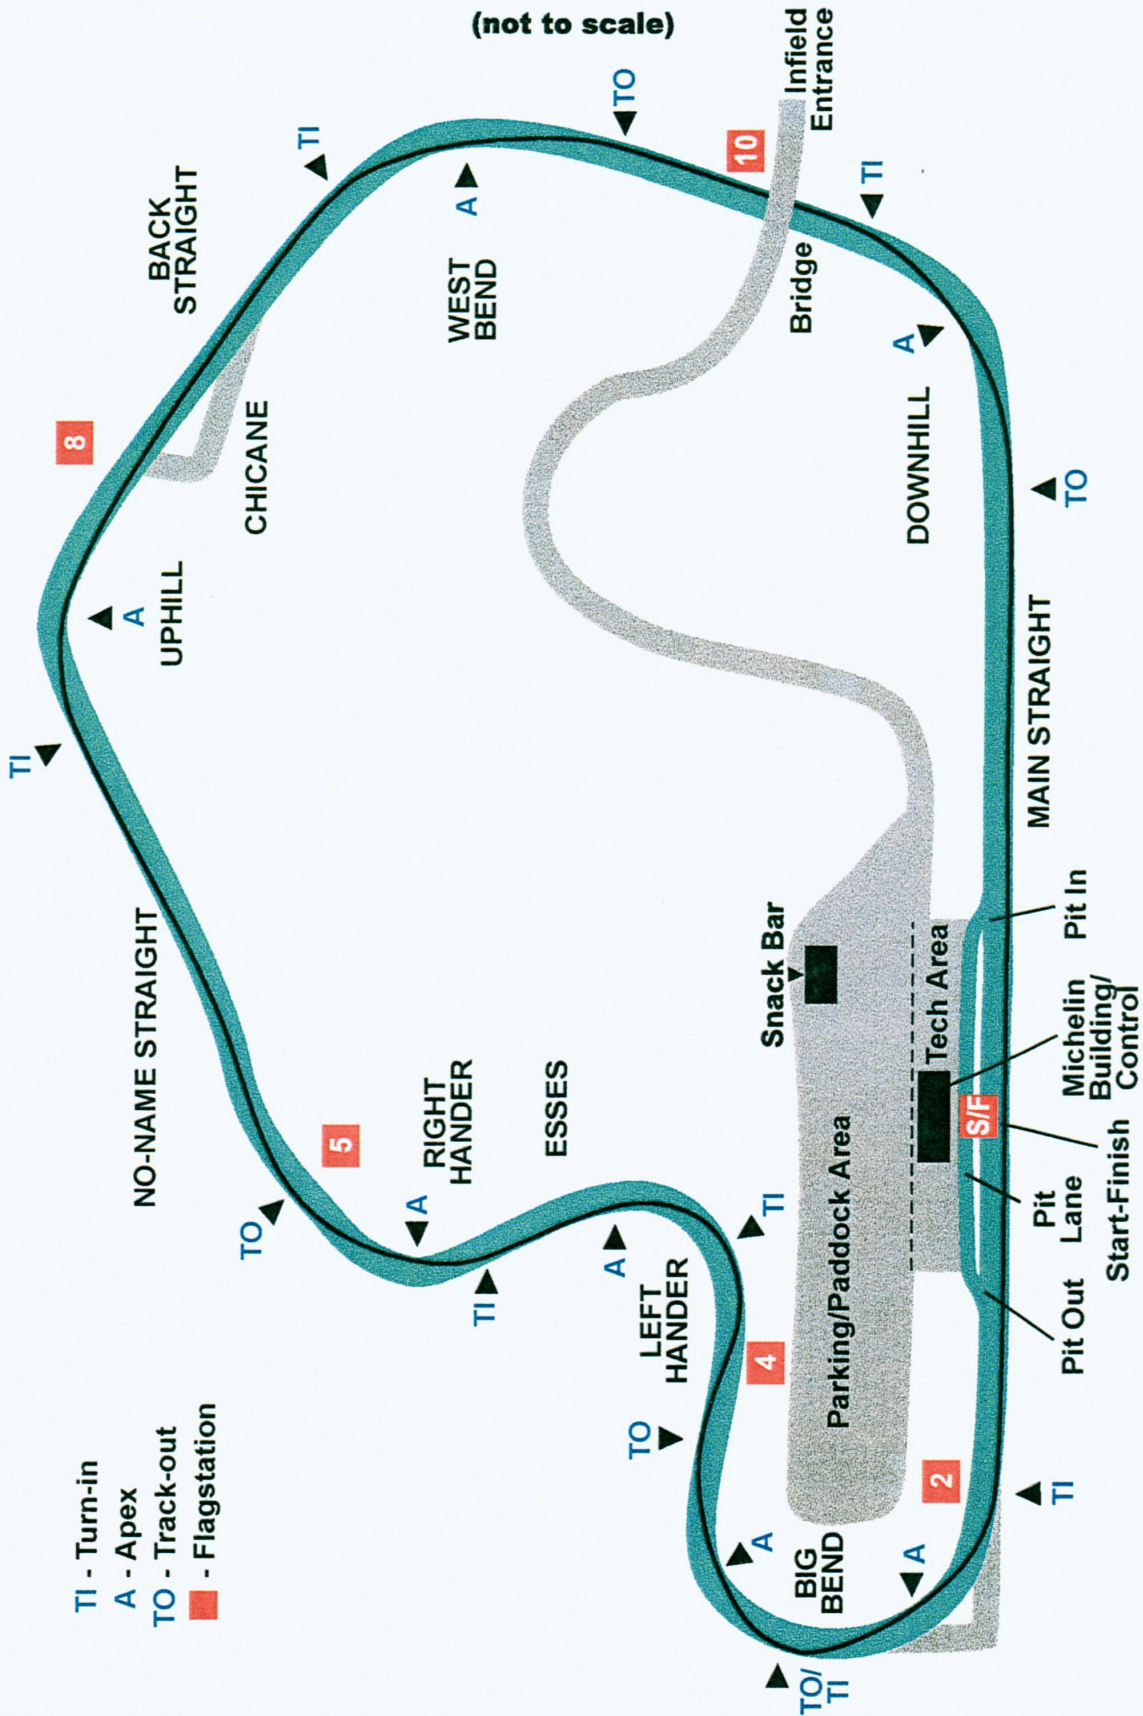 TI - Turn-in
A - Apex
TO - Track-out
- Flagstation
(not to scale)
TI
NO-NAME STRAIGHT
TO
5
RIGHT
HANDER
A
TI
ESSES
A
LEFT
HANDER
TI
TO
4
A
BIG
BEND
TO/
TI
A
2
TI
UPHILL
A
8
CHICANE
BACK
STRAIGHT
TI
WEST
BEND
A
TO
10
Infield
Entrance
Bridge
TI
A
DOWNHILL
TO
MAIN STRAIGHT
Snack Bar
Parking/Paddock Area
Tech Area
S/F
Pit Out
Pit
Lane
Start-Finish
Michelin
Building/
Control
Pit In